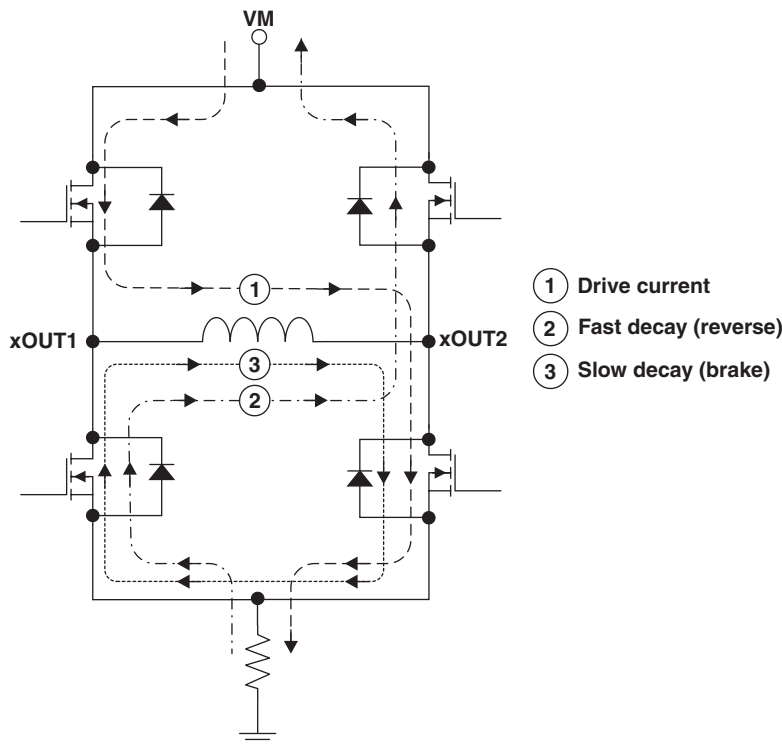 VM
1
xOUT1
xOUT2
3
2
1 Drive current
2 Fast decay (reverse)
3 Slow decay (brake)